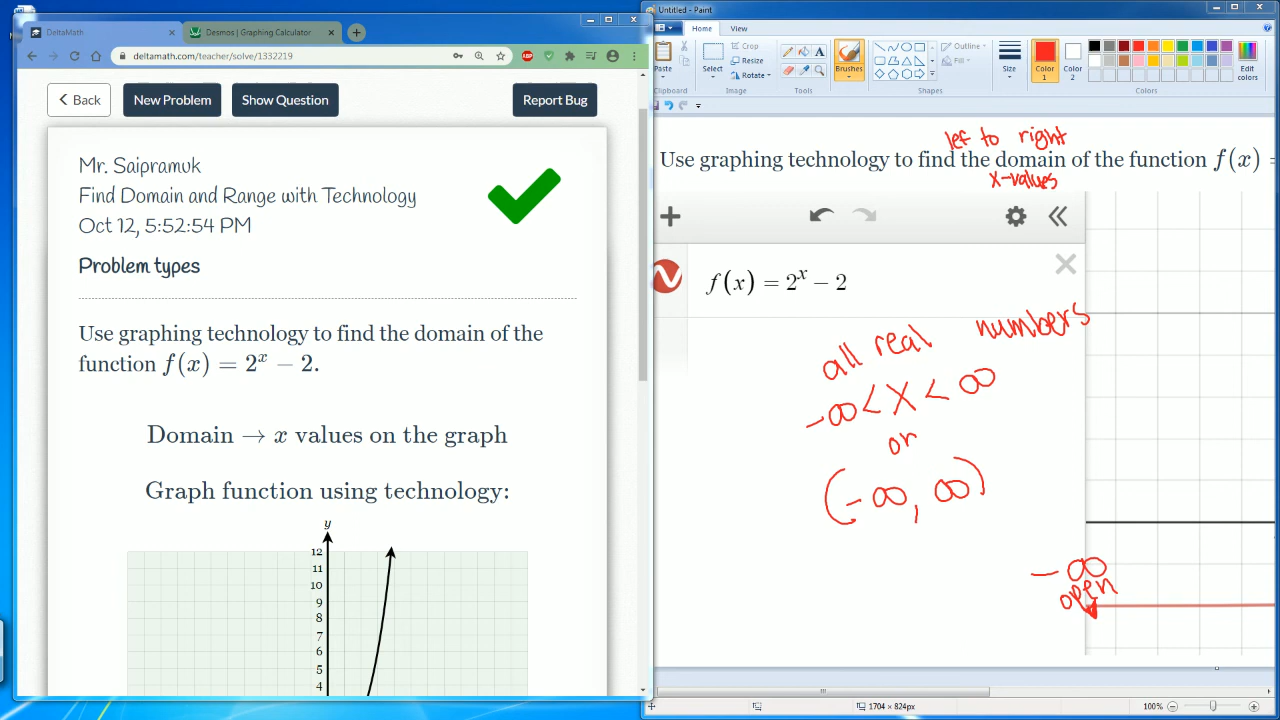 DeltaMath
Desmos | Graphing Calculator
deltamath.com/teacher/solve/1332219
Back
New Problem
Show Question
Report Bug
Mr. Saipramuk
Find Domain and Range with Technology
Oct 12, 5:52:54 PM
Problem types
Use graphing technology to find the domain of the
function f(x) = 2^x − 2.
Domain → x values on the graph
Graph function using technology:
y
12
11
10
9
8
7
6
5
4
Untitled - Paint
Home
View
Paste
Select
Crop
Resize
Rotate
Brushes
Outline
Fill
Size
Color 1
Color 2
Edit colors
Clipboard
Image
Tools
Shapes
Colors
lef to right
Use graphing technology to find the domain of the function f(x) =
x-values
f(x) = 2^x − 2
all real numbers
-∞ < x < ∞
or
(-∞, ∞)
-∞
open
1704 × 824px
100%